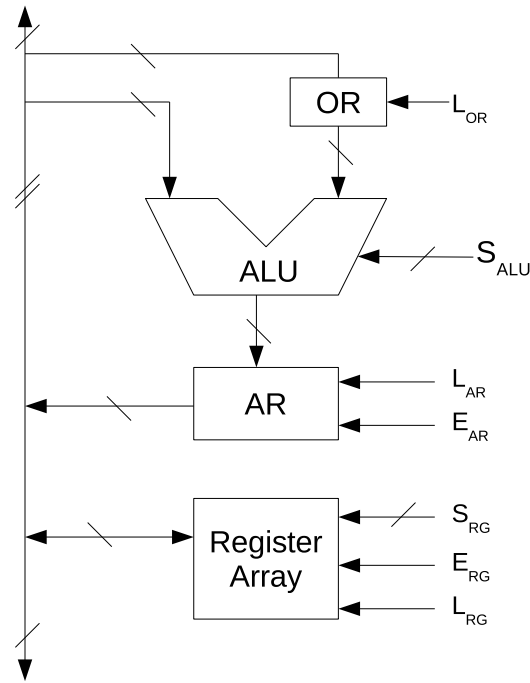 OR
L_OR
S_ALU
ALU
AR
L_AR
E_AR
Register
Array
S_RG
E_RG
L_RG